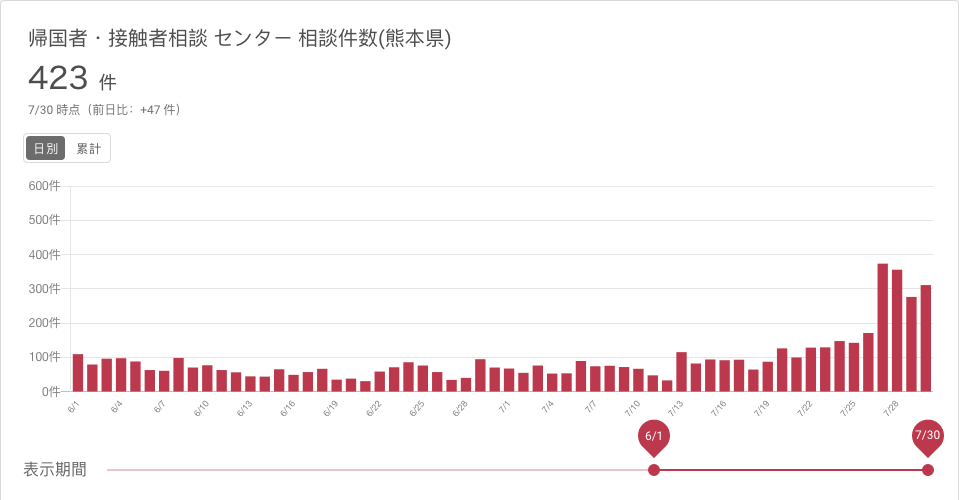 帰国者・接触者相談 センター 相談件数(熊本県)
423 件
7/30 時点（前日比：+47 件）
日別 累計
600件
500件
400件
300件
200件
100件
0件
6/1 6/4 6/7 6/10 6/13 6/16 6/19 6/22 6/25 6/28 7/1 7/4 7/7 7/10 7/13 7/16 7/19 7/22 7/25 7/28
6/1 7/30
表示期間